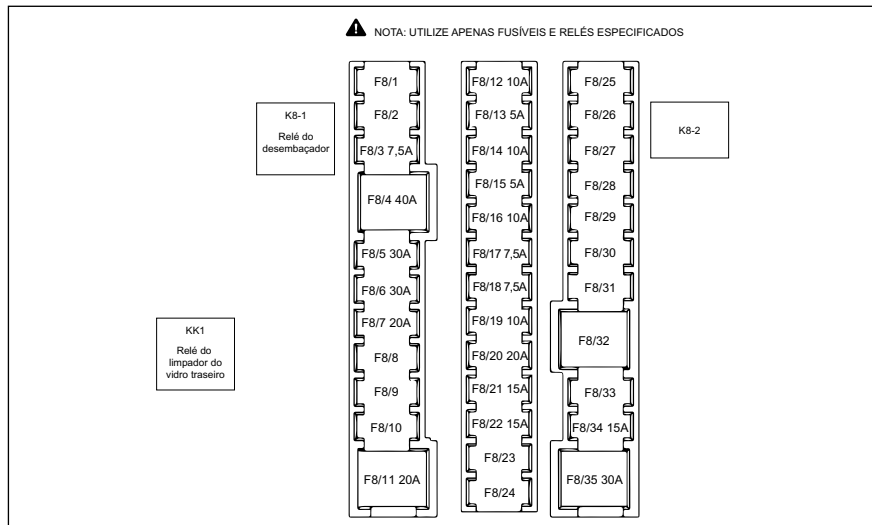 NOTA: UTILIZE APENAS FUSÍVEIS E RELÉS ESPECIFICADOS
K8-1
Relé do
desembaçador
KK1
Relé do
limpador do
vidro traseiro
F8/1
F8/2
F8/3 7,5A
F8/4 40A
F8/5 30A
F8/6 30A
F8/7 20A
F8/8
F8/9
F8/10
F8/11 20A
F8/12 10A
F8/13 5A
F8/14 10A
F8/15 5A
F8/16 10A
F8/17 7,5A
F8/18 7,5A
F8/19 10A
F8/20 20A
F8/21 15A
F8/22 15A
F8/23
F8/24
F8/25
F8/26
F8/27
F8/28
F8/29
F8/30
F8/31
F8/32
F8/33
F8/34 15A
F8/35 30A
K8-2